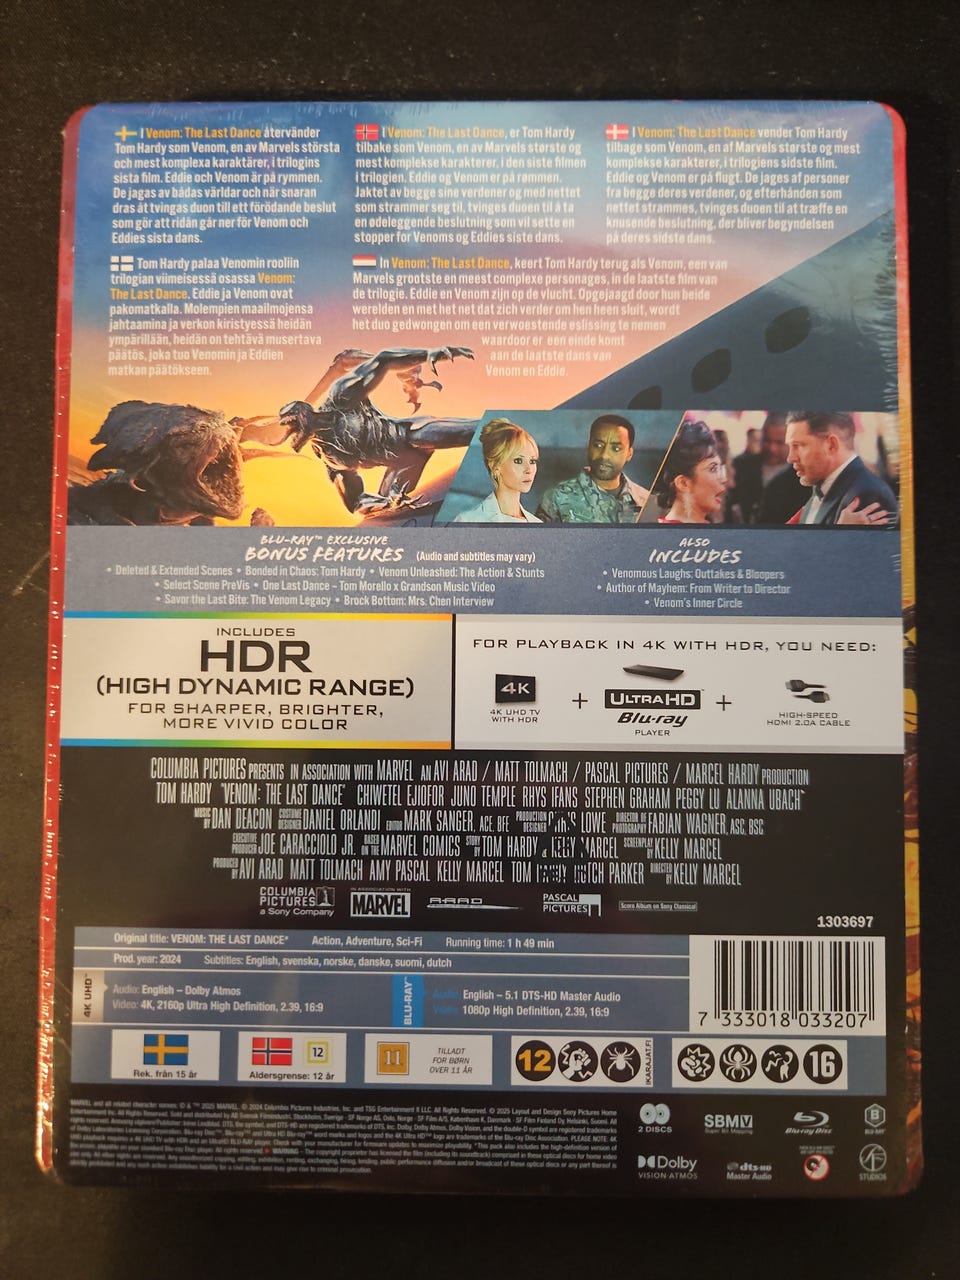 I Venom: The Last Dance återvänder
Tom Hardy som Venom, en av Marvels största
och mest komplexa karaktärer, i trilogins
sista film. Eddie och Venom är på rymmen.
De jagas av bådas världar och när snaran
dras åt tvingas duon till ett förödande beslut
som gör att ridån går ner för Venom och
Eddies sista dans.
I Venom: The Last Dance, er Tom Hardy
tilbake som Venom, en av Marvels største og
mest komplekse karakterer, i den siste filmen
i trilogien. Eddie og Venom er på rømmen.
Jaktet av begge sine verdener og med nettet
som strammer seg til, tvinges duoen til å ta
en ødeleggende beslutning som vil sette en
stopper for Venoms og Eddies siste dans.
I Venom: The Last Dance vender Tom Hardy
tilbage som Venom, en af Marvels største og
mest komplekse karakterer, i trilogiens sidste film.
Eddie og Venom er på flugt. De jages af personer
fra begge deres verdener, og efterhånden som
nettet strammes, tvinges duoen til at træffe en
knusende beslutning, der bliver begyndelsen
på deres sidste dans.
Tom Hardy palaa Venomin rooliin
trilogian viimeisessä osassa Venom:
The Last Dance. Eddie ja Venom ovat
pakomatkalla. Molempien maailmojensa
jahtaamina ja verkon kiristyessä heidän
ympärillään, heidän on tehtävä musertava
päätös, joka tuo Venomin ja Eddien
matkan päätökseen.
In Venom: The Last Dance, keert Tom Hardy terug als Venom, een van
Marvels grootste en meest complexe personages, in de laatste film van
de trilogie. Eddie en Venom zijn op de vlucht. Opgejaagd door hun beide
werelden en met het net dat zich verder om hen heen sluit, wordt
het duo gedwongen om een verwoestende eslissing te nemen
waardoor er een einde komt
aan de laatste dans van
Venom en Eddie.
BLU-RAY™ EXCLUSIVE
BONUS FEATURES (Audio and subtitles may vary)
• Deleted & Extended Scenes • Bonded in Chaos: Tom Hardy • Venom Unleashed: The Action & Stunts
• Select Scene PreVis • One Last Dance – Tom Morello x Grandson Music Video
• Savor the Last Bite: The Venom Legacy • Brock Bottom: Mrs. Chen Interview
ALSO
INCLUDES
• Venomous Laughs: Outtakes & Bloopers
• Author of Mayhem: From Writer to Director
• Venom's Inner Circle
INCLUDES
HDR
(HIGH DYNAMIC RANGE)
FOR SHARPER, BRIGHTER,
MORE VIVID COLOR
FOR PLAYBACK IN 4K WITH HDR, YOU NEED:
4K
4K UHD TV
WITH HDR
+
ULTRA HD
Blu-ray
PLAYER
+
HIGH-SPEED
HDMI 2.0A CABLE
COLUMBIA PICTURES PRESENTS IN ASSOCIATION WITH MARVEL AN AVI ARAD / MATT TOLMACH / PASCAL PICTURES / MARCEL HARDY PRODUCTION
TOM HARDY "VENOM: THE LAST DANCE" CHIWETEL EJIOFOR JUNO TEMPLE RHYS IFANS STEPHEN GRAHAM PEGGY LU ALANNA UBACH
MUSIC BY DAN DEACON COSTUME DESIGNER DANIEL ORLANDI EDITOR MARK SANGER, ACE, BFE PRODUCTION DESIGNER LOWE DIRECTOR OF PHOTOGRAPHY FABIAN WAGNER, ASC, BSC
EXECUTIVE PRODUCER JOE CARACCIOLO JR. BASED ON THE MARVEL COMICS STORY BY TOM HARDY & KELLY MARCEL SCREENPLAY BY KELLY MARCEL
PRODUCED BY AVI ARAD MATT TOLMACH AMY PASCAL KELLY MARCEL TOM HARDY HUTCH PARKER DIRECTED BY KELLY MARCEL
COLUMBIA
PICTURES
a Sony Company
IN ASSOCIATION WITH
MARVEL
ARAD
PASCAL
PICTURES
Score Album on Sony Classical
1303697
Original title: VENOM: THE LAST DANCE* Action, Adventure, Sci-Fi Running time: 1 h 49 min
Prod. year: 2024 Subtitles: English, svenska, norske, danske, suomi, dutch
4K UHD™
Audio: English – Dolby Atmos
Video: 4K, 2160p Ultra High Definition, 2.39, 16:9
BLU-RAY™
Audio: English – 5.1 DTS-HD Master Audio
Video: 1080p High Definition, 2.39, 16:9
7 333018 033207
Rek. från 15 år
12
Aldersgrense: 12 år
11
TILLADT
FOR BØRN
OVER 11 ÅR
12
IKARAJAT.FI
16
2 DISCS
SBMV
Super Bit Mapping
Blu-ray Disc
B
BLU-RAY
Dolby
VISION·ATMOS
dts-HD
Master Audio
SF
STUDIOS